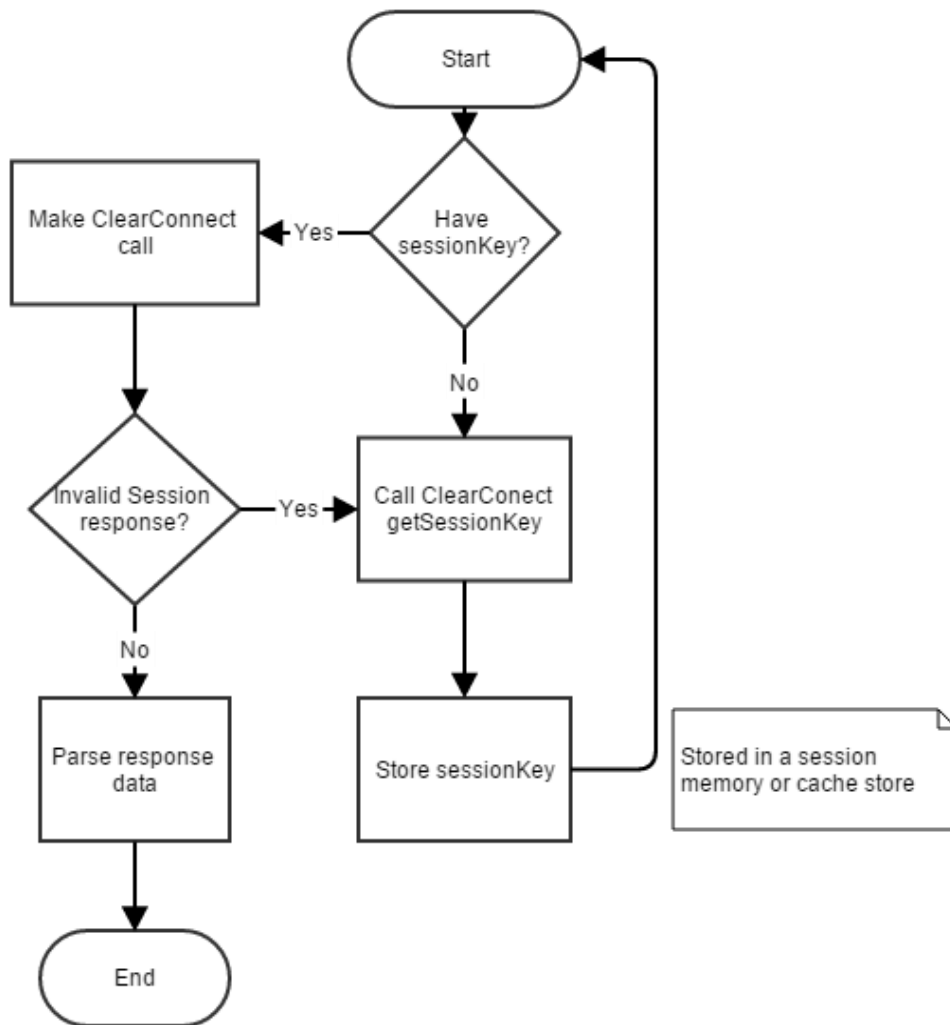 Start
Have
sessionKey?
Yes
Make ClearConnect
call
No
Invalid Session
response?
Yes
Call ClearConect
getSessionKey
No
Parse response
data
Store sessionKey
Stored in a session
memory or cache store
End